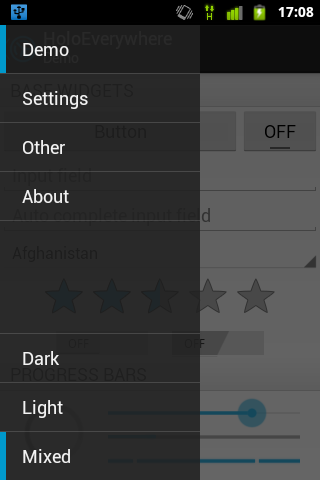 H
17:08
HoloEverywhere
Demo
Demo
BASE WIDGETS
Settings
Button
OFF
Other
Input field
About
Auto complete input field
Afghanistan
OFF
OFF
Dark
PROGRESS BARS
Light
Mixed